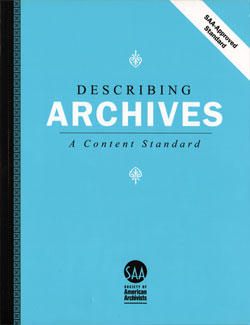 SAA-Approved
Standard
DESCRIBING
ARCHIVES
A Content Standard
SAA
SOCIETY OF
American
Archivists